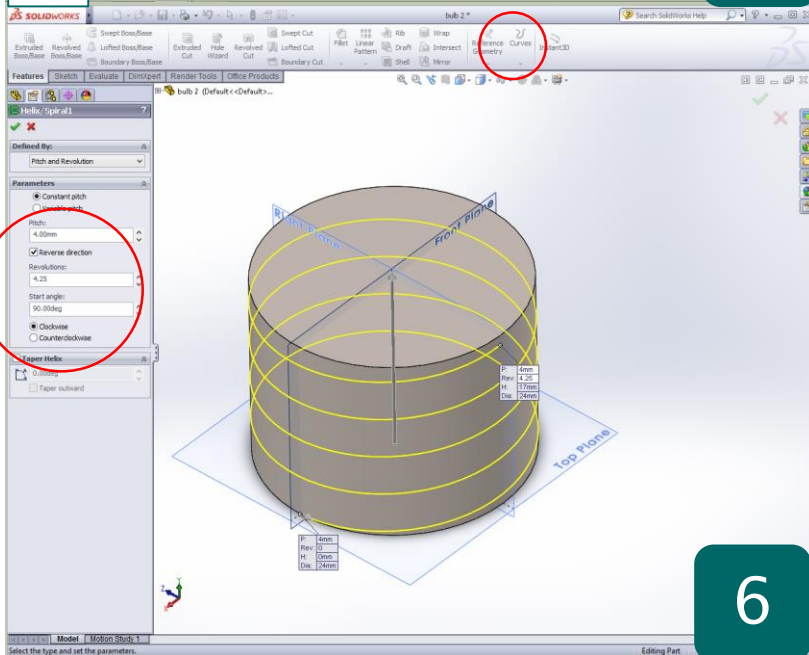 SOLIDWORKS
bulb 2 *
Search SolidWorks Help
Extruded Boss/Base
Revolved Boss/Base
Swept Boss/Base
Lofted Boss/Base
Boundary Boss/Base
Extruded Cut
Hole Wizard
Revolved Cut
Swept Cut
Lofted Cut
Boundary Cut
Fillet
Linear Pattern
Rib
Draft
Shell
Wrap
Intersect
Mirror
Reference Geometry
Curves
Instant3D
Features
Sketch
Evaluate
DimXpert
Render Tools
Office Products
bulb 2 (Default<<Default>...
Helix/Spiral1
?
Defined By:
Pitch and Revolution
Parameters
Constant pitch
Variable pitch
Pitch:
4.00mm
Reverse direction
Revolutions:
4.25
Start angle:
90.00deg
Clockwise
Counterclockwise
Taper Helix
0.00deg
Taper outward
Right Plane
Front Plane
Top Plane
P: 4mm
Rev: 4.25
H: 17mm
Dia: 24mm
P: 4mm
Rev: 0
H: 0mm
Dia: 24mm
6
Model
Motion Study 1
Select the type and set the parameters.
Editing Part